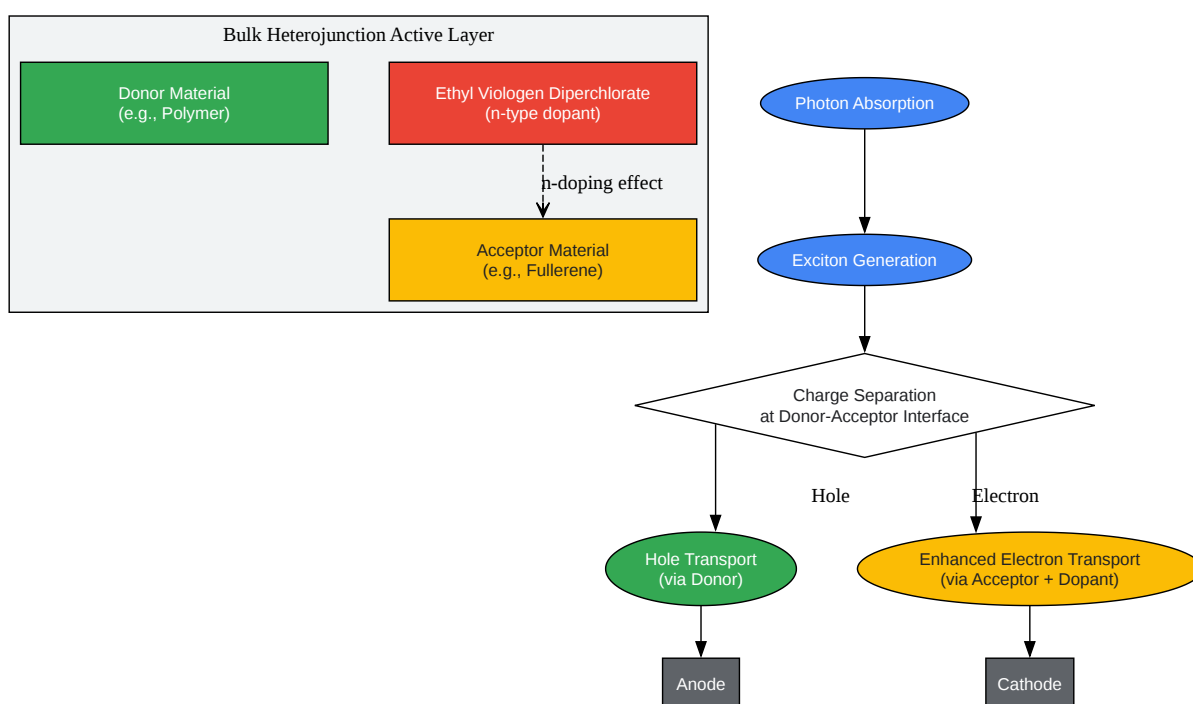 Bulk Heterojunction Active Layer
Donor Material
(e.g., Polymer)
Ethyl Viologen Diperchlorate
(n-type dopant)
n-doping effect
Acceptor Material
(e.g., Fullerene)
Photon Absorption
Exciton Generation
Charge Separation
at Donor-Acceptor Interface
Hole
Electron
Hole Transport
(via Donor)
Enhanced Electron Transport
(via Acceptor + Dopant)
Anode
Cathode